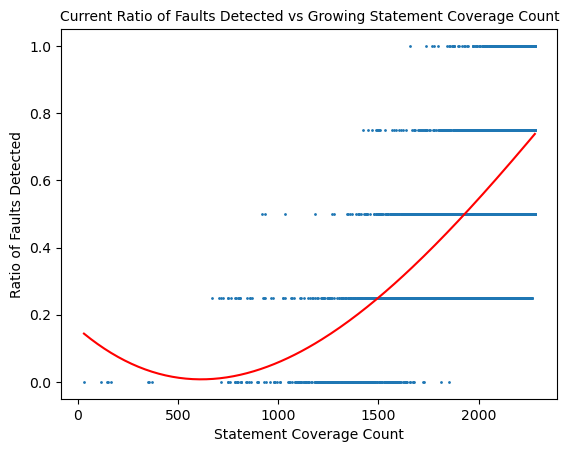 Current Ratio of Faults Detected vs Growing Statement Coverage Count
1.0
0.8
0.6
0.4
0.2
0.0
Ratio of Faults Detected
0 500 1000 1500 2000
Statement Coverage Count